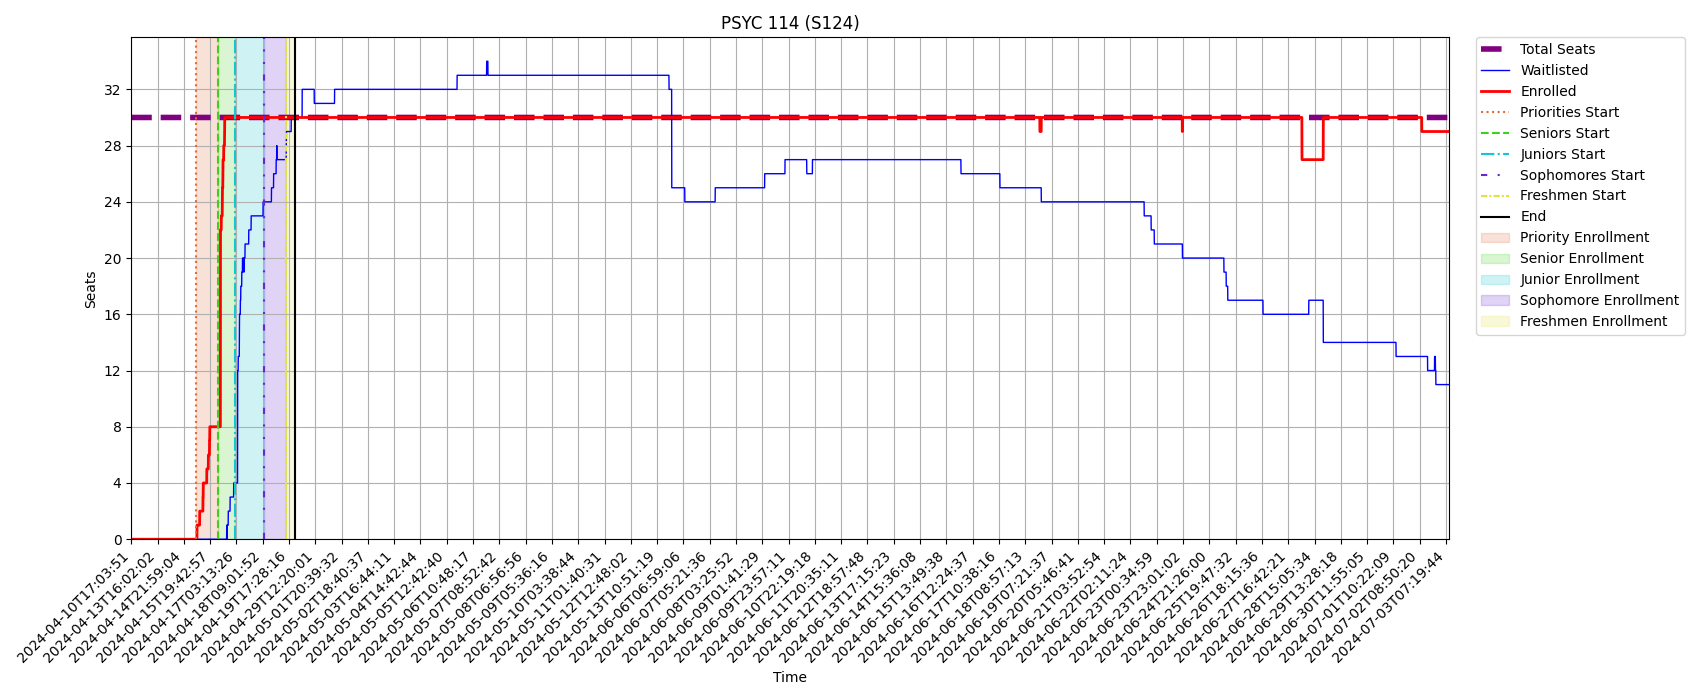 PSYC 114 (S124)
Total Seats
Waitlisted
Enrolled
Priorities Start
Seniors Start
Juniors Start
Sophomores Start
Freshmen Start
End
Priority Enrollment
Senior Enrollment
Junior Enrollment
Sophomore Enrollment
Freshmen Enrollment
Seats
32
28
24
20
16
12
8
4
0
2024-04-10T17:03:51
2024-04-13T16:02:02
2024-04-14T21:59:04
2024-04-15T19:42:57
2024-04-17T03:13:26
2024-04-18T09:01:52
2024-04-19T17:28:16
2024-04-29T12:20:01
2024-05-01T20:39:32
2024-05-02T18:40:37
2024-05-03T16:44:11
2024-05-04T14:42:44
2024-05-05T12:42:40
2024-05-06T10:48:17
2024-05-07T08:52:42
2024-05-08T06:56:56
2024-05-09T05:36:16
2024-05-10T03:38:44
2024-05-11T01:40:31
2024-05-12T12:48:02
2024-05-13T10:51:19
2024-06-06T06:59:06
2024-06-07T05:21:36
2024-06-08T03:25:52
2024-06-09T01:41:29
2024-06-09T23:57:11
2024-06-10T22:19:18
2024-06-11T20:35:11
2024-06-12T18:57:48
2024-06-13T17:15:23
2024-06-14T15:36:09
2024-06-15T13:49:38
2024-06-16T12:24:37
2024-06-17T10:38:16
2024-06-18T08:57:13
2024-06-19T07:21:37
2024-06-20T05:46:41
2024-06-21T03:52:54
2024-06-22T02:11:24
2024-06-23T00:34:59
2024-06-23T23:01:02
2024-06-24T21:26:00
2024-06-25T19:47:32
2024-06-26T18:15:36
2024-06-27T16:42:21
2024-06-28T15:05:34
2024-06-29T13:28:18
2024-06-30T11:55:05
2024-07-01T10:22:09
2024-07-02T08:50:20
2024-07-03T07:19:44
Time